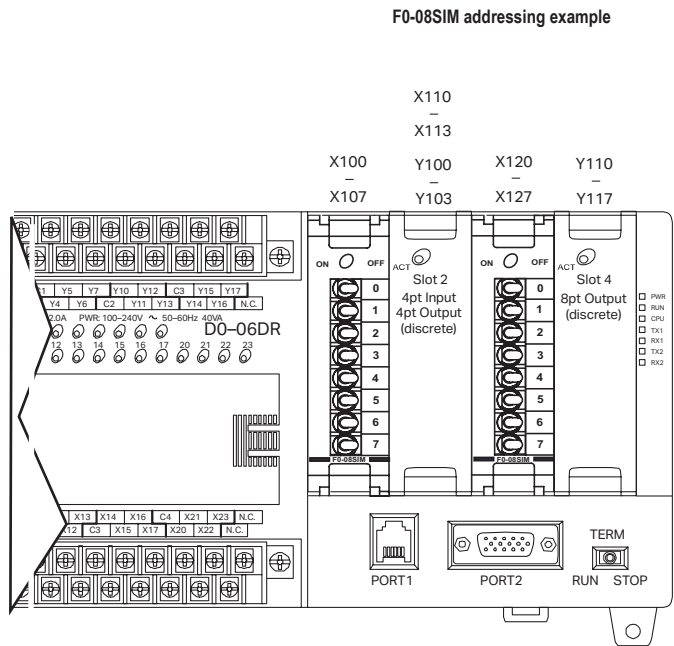 F0-08SIM addressing example
X110
–
X113
X100
–
X107
Y100
–
Y103
X120
–
X127
Y110
–
Y117
ON OFF
0
1
2
3
4
5
6
7
F0-08SIM
ACT
Slot 2
4pt Input
4pt Output
(discrete)
ON OFF
0
1
2
3
4
5
6
7
F0-08SIM
ACT
Slot 4
8pt Output
(discrete)
PWR
RUN
CPU
TX1
RX1
TX2
RX2
Y5 Y7 Y10 Y12 C3 Y15 Y17
Y4 Y6 C2 Y11 Y13 Y14 Y16 N.C.
2.0A PWR: 100–240V ~ 50–60Hz 40VA
D0–06DR
12 13 14 15 16 17 20 21 22 23
X13 X14 X16 C4 X21 X23 N.C.
C3 X15 X17 X20 X22 N.C.
PORT1
PORT2
TERM
RUN STOP